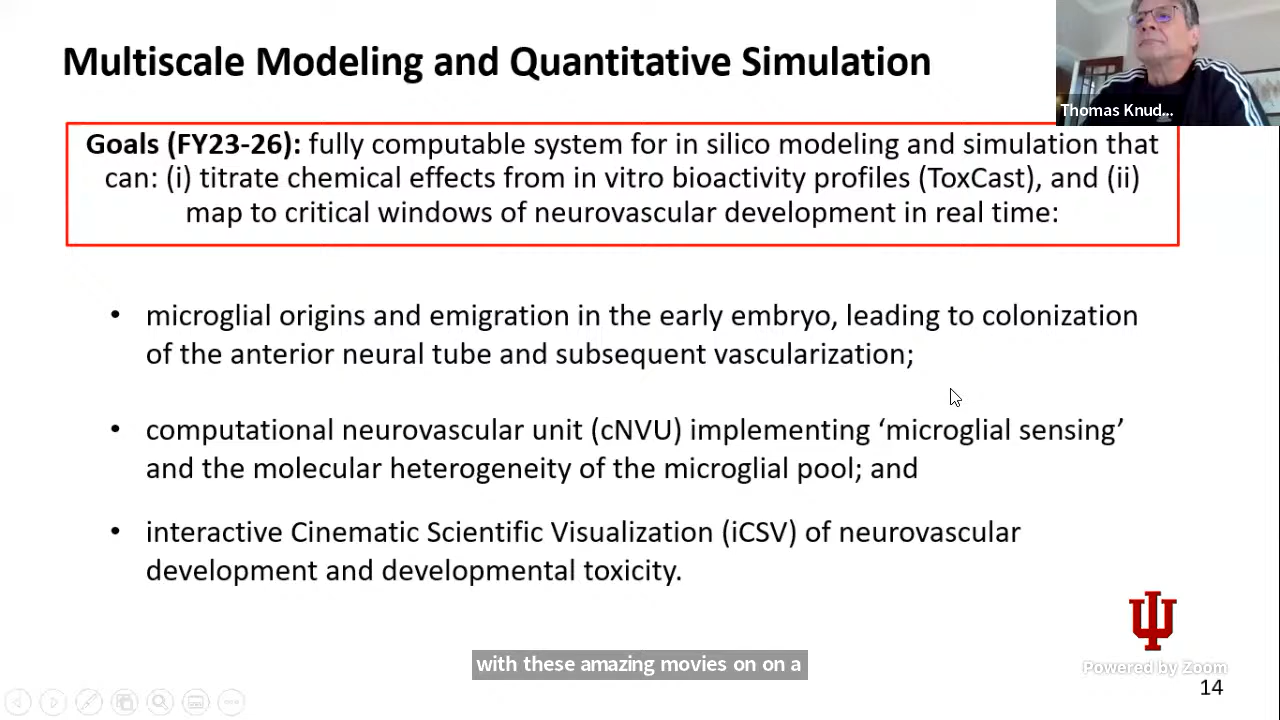 Multiscale Modeling and Quantitative Simulation
Thomas Knud...
Goals (FY23-26): fully computable system for in silico modeling and simulation that
can: (i) titrate chemical effects from in vitro bioactivity profiles (ToxCast), and (ii)
map to critical windows of neurovascular development in real time:
• microglial origins and emigration in the early embryo, leading to colonization
of the anterior neural tube and subsequent vascularization;
• computational neurovascular unit (cNVU) implementing ‘microglial sensing’
and the molecular heterogeneity of the microglial pool; and
• interactive Cinematic Scientific Visualization (iCSV) of neurovascular
development and developmental toxicity.
with these amazing movies on on a
Powered by Zoom
14